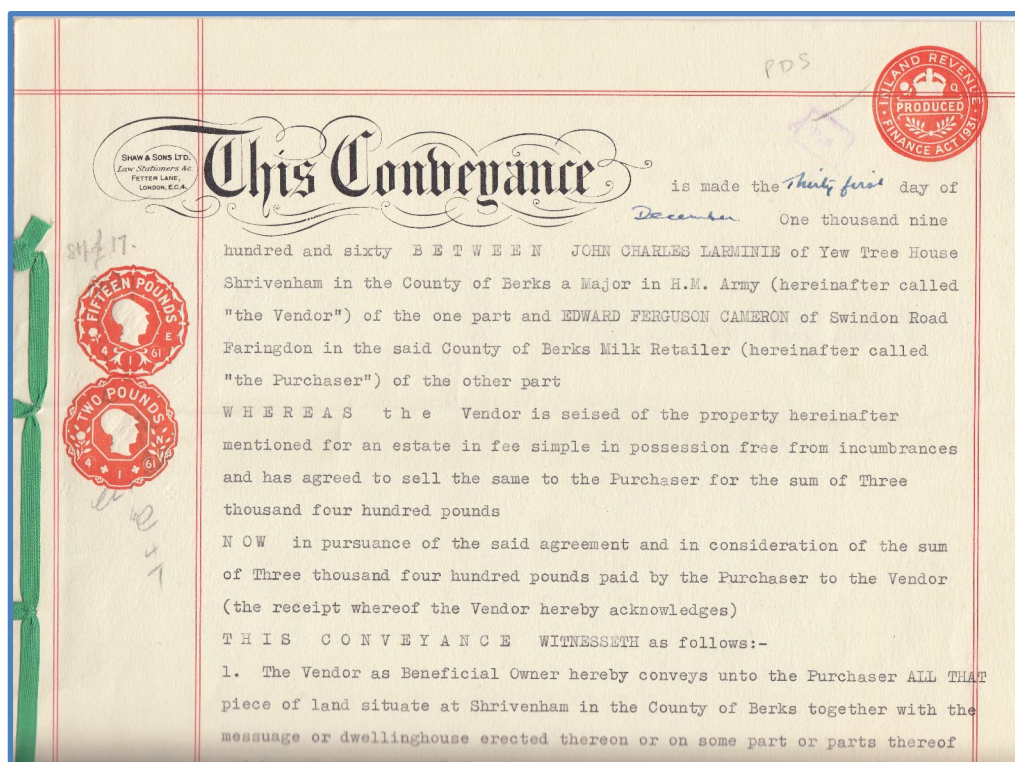 PDS
INLAND REVENUE
PRODUCED
FINANCE ACT 1931
SHAW & SONS LTD.
Law Stationers &c.
FETTER LANE,
LONDON, E.C.4.
This Conveyance
is made the Thirty first day of
December One thousand nine
hundred and sixty B E T W E E N JOHN CHARLES LARMINIE of Yew Tree House
Shrivenham in the County of Berks a Major in H.M. Army (hereinafter called
"the Vendor") of the one part and EDWARD FERGUSON CAMERON of Swindon Road
Faringdon in the said County of Berks Milk Retailer (hereinafter called
"the Purchaser") of the other part
W H E R E A S t h e Vendor is seised of the property hereinafter
mentioned for an estate in fee simple in possession free from incumbrances
and has agreed to sell the same to the Purchaser for the sum of Three
thousand four hundred pounds
N O W in pursuance of the said agreement and in consideration of the sum
of Three thousand four hundred pounds paid by the Purchaser to the Vendor
(the receipt whereof the Vendor hereby acknowledges)
T H I S C O N V E Y A N C E WITNESSETH as follows:-
1. The Vendor as Beneficial Owner hereby conveys unto the Purchaser ALL THAT
piece of land situate at Shrivenham in the County of Berks together with the
messuage or dwellinghouse erected thereon or on some part or parts thereof
FIFTEEN POUNDS
E
4 1 61
TWO POUNDS
4 1 61